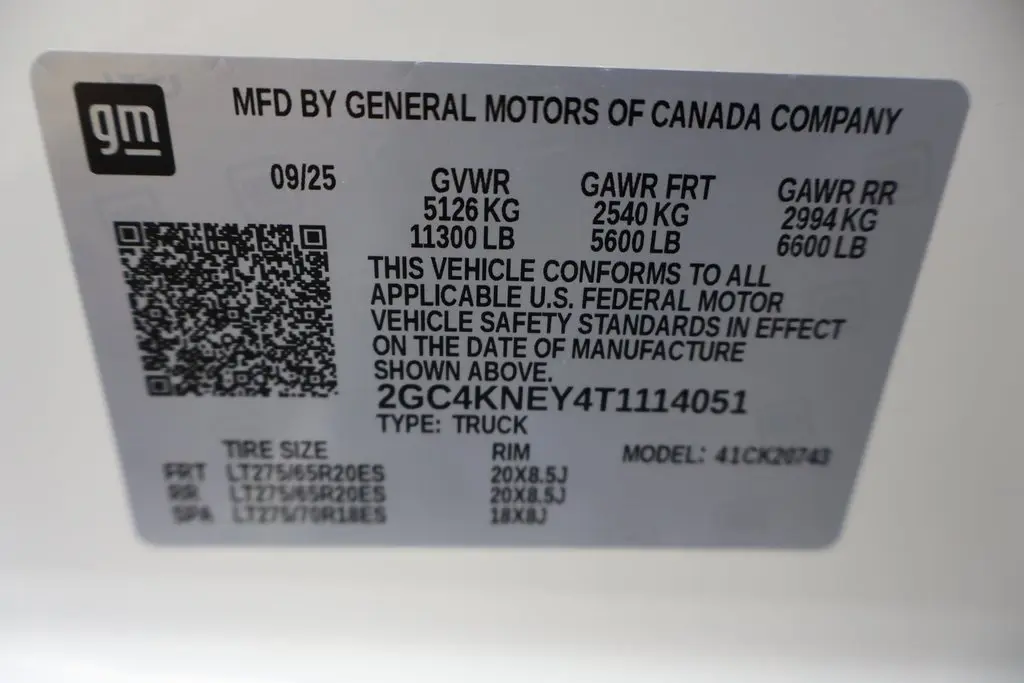 gm
MFD BY GENERAL MOTORS OF CANADA COMPANY
09/25
GVWR GAWR FRT GAWR RR
5126 KG 2540 KG 2994 KG
11300 LB 5600 LB 6600 LB
THIS VEHICLE CONFORMS TO ALL
APPLICABLE U.S. FEDERAL MOTOR
VEHICLE SAFETY STANDARDS IN EFFECT
ON THE DATE OF MANUFACTURE
SHOWN ABOVE.
2GC4KNEY4T1114051
TYPE: TRUCK
TIRE SIZE RIM MODEL: 41CK20743
FRT LT275/65R20ES 20X8.5J
RR LT275/65R20ES 20X8.5J
SPA LT275/70R18ES 18X8J